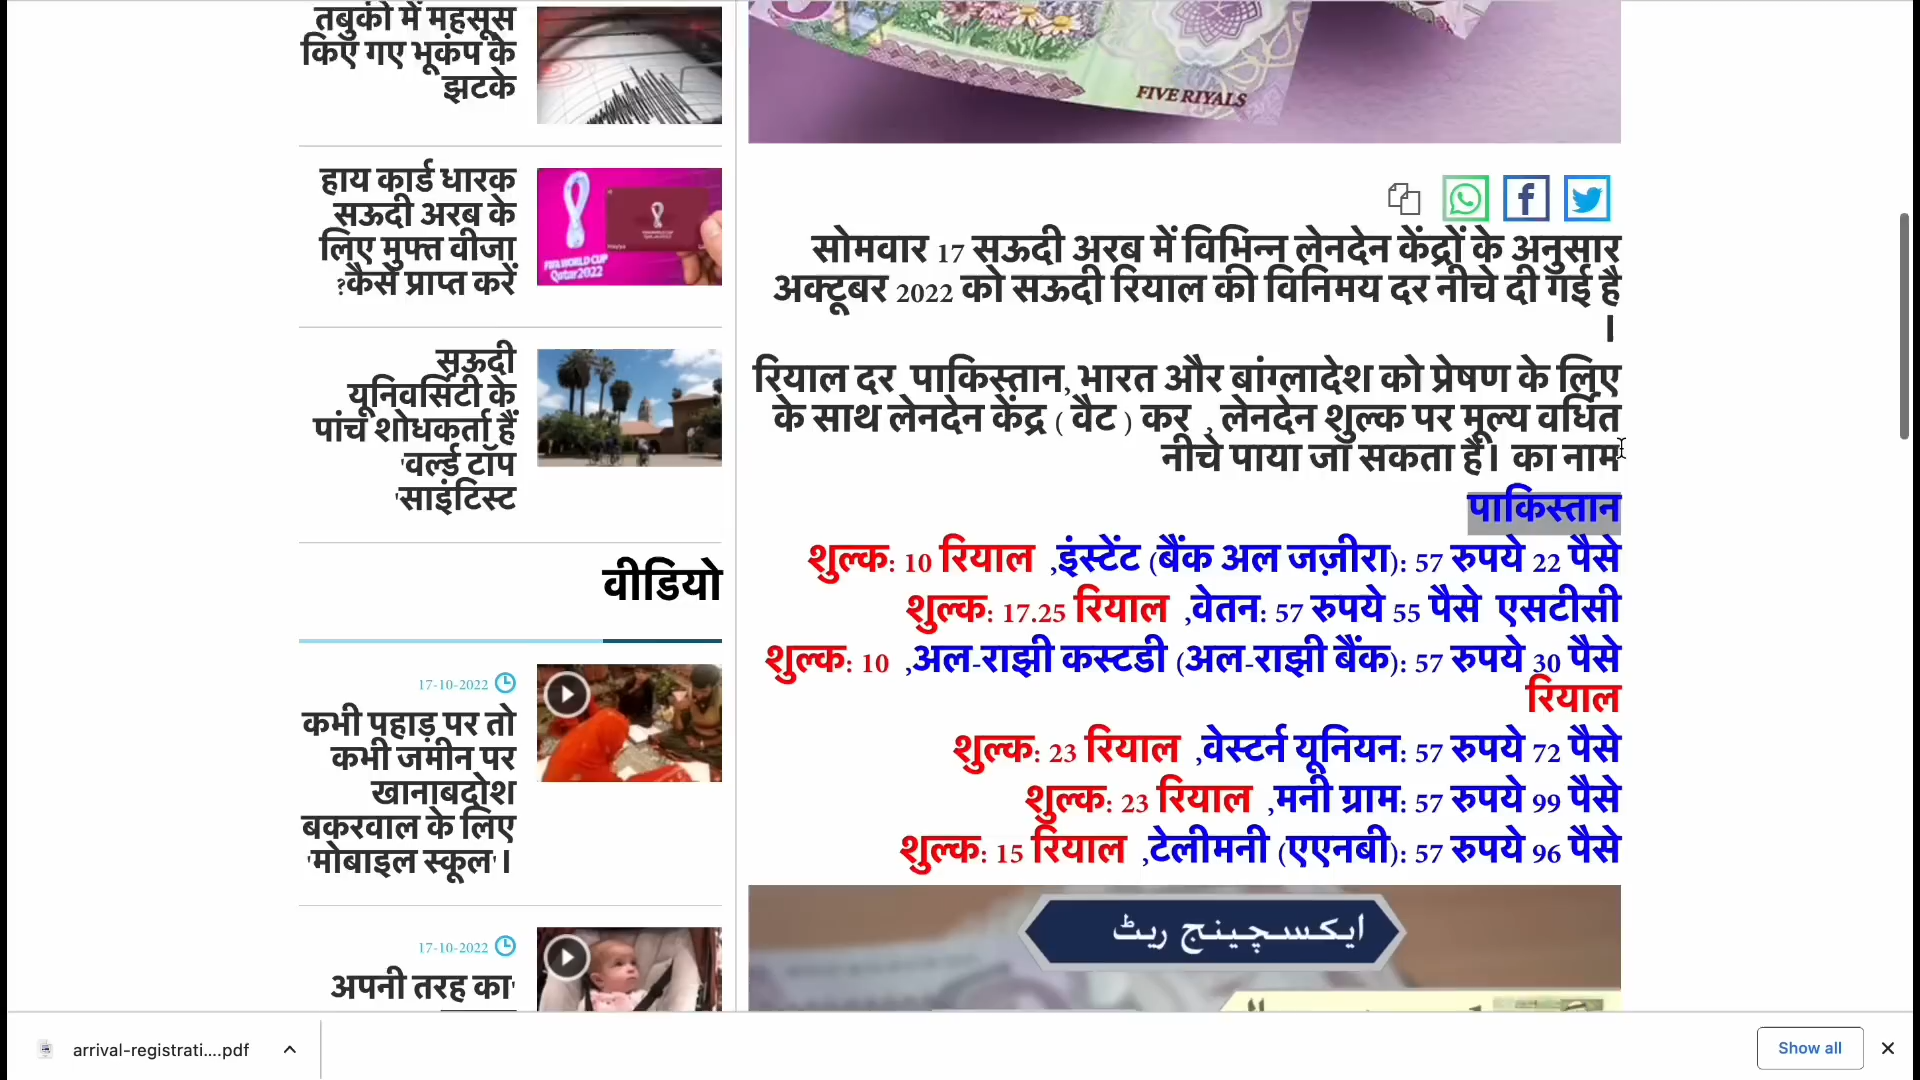 तबुकी में महसूस
किए गए भूकंप के
झटके
हाय कार्ड धारक
सऊदी अरब के
लिए मुफ्त वीजा
?कैसे प्राप्त करें
FIFA WORLD CUP
Qatar2022
सऊदी
यूनिवर्सिटी के
पांच शोधकर्ता हैं
'वर्ल्ड टॉप
'साइंटिस्ट
वीडियो
17-10-2022
कभी पहाड़ पर तो
कभी जमीन पर
खानाबदोश
बकरवाल के लिए
'मोबाइल स्कूल'।
17-10-2022
अपनी तरह का'
FIVE RIYALS
सोमवार 17 सऊदी अरब में विभिन्न लेनदेन केंद्रों के अनुसार
अक्टूबर 2022 को सऊदी रियाल की विनिमय दर नीचे दी गई है
।
रियाल दर पाकिस्तान, भारत और बांग्लादेश को प्रेषण के लिए
के साथ लेनदेन केंद्र ( वैट ) कर , लेनदेन शुल्क पर मूल्य वर्धित
नीचे पाया जा सकता है। का नाम
पाकिस्तान
शुल्क: 10 रियाल ,इंस्टेंट (बैंक अल जज़ीरा): 57 रुपये 22 पैसे
शुल्क: 17.25 रियाल ,वेतन: 57 रुपये 55 पैसे एसटीसी
शुल्क: 10 ,अल-राझी कस्टडी (अल-राझी बैंक): 57 रुपये 30 पैसे
रियाल
शुल्क: 23 रियाल ,वेस्टर्न यूनियन: 57 रुपये 72 पैसे
शुल्क: 23 रियाल ,मनी ग्राम: 57 रुपये 99 पैसे
शुल्क: 15 रियाल ,टेलीमनी (एएनबी): 57 रुपये 96 पैसे
ایکسچینج ریٹ
arrival-registrati....pdf
Show all